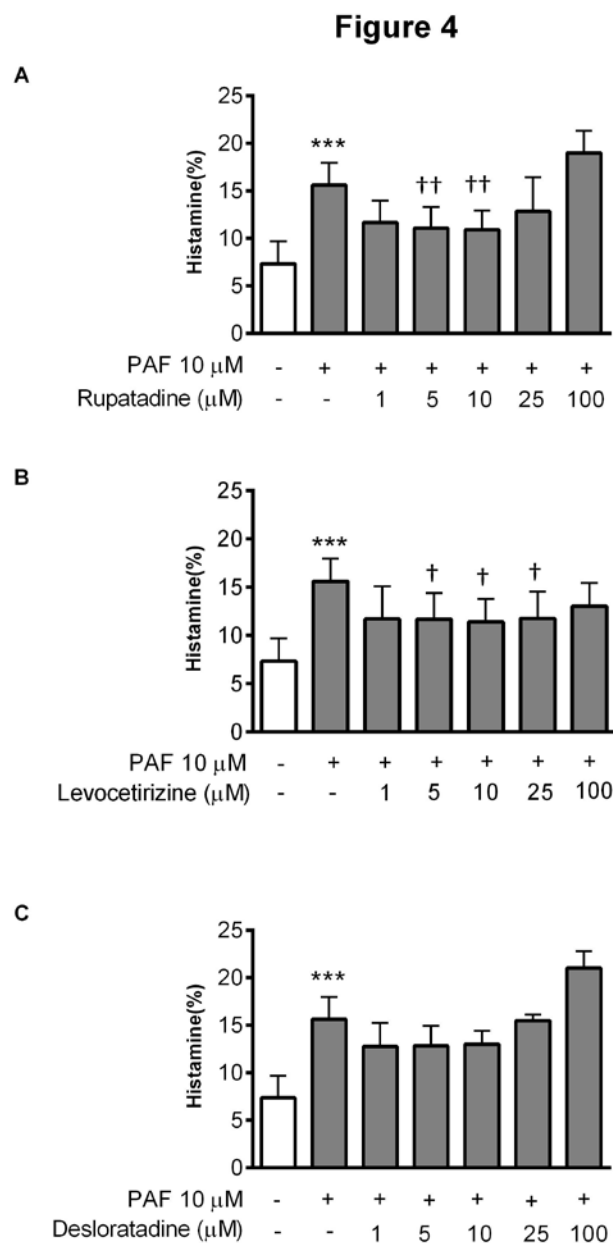 Figure 4
A
Histamine(%)
25
20
15
10
5
0
***
††
††
PAF 10 µM - + + + + + +
Rupatadine (µM) - - 1 5 10 25 100
B
Histamine(%)
25
20
15
10
5
0
***
†
†
†
PAF 10 µM - + + + + + +
Levocetirizine (µM) - - 1 5 10 25 100
C
Histamine(%)
25
20
15
10
5
0
***
PAF 10 µM - + + + + + +
Desloratadine (µM) - - 1 5 10 25 100